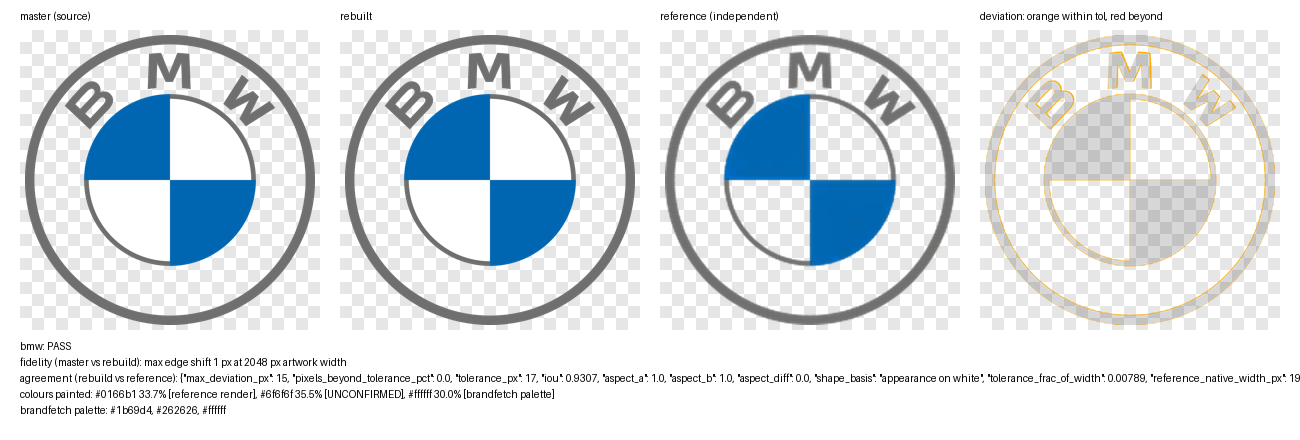 master (source)
rebuilt
reference (independent)
deviation: orange within tol, red beyond
B M W
B M W
B M W
B M W
bmw: PASS
fidelity (master vs rebuild): max edge shift 1 px at 2048 px artwork width
agreement (rebuild vs reference): {"max_deviation_px": 15, "pixels_beyond_tolerance_pct": 0.0, "tolerance_px": 17, "iou": 0.9307, "aspect_a": 1.0, "aspect_b": 1.0, "aspect_diff": 0.0, "shape_basis": "appearance on white", "tolerance_frac_of_width": 0.00789, "reference_native_width_px": 19
colours painted: #0166b1 33.7% [reference render], #6f6f6f 35.5% [UNCONFIRMED], #ffffff 30.0% [brandfetch palette]
brandfetch palette: #1b69d4, #262626, #ffffff